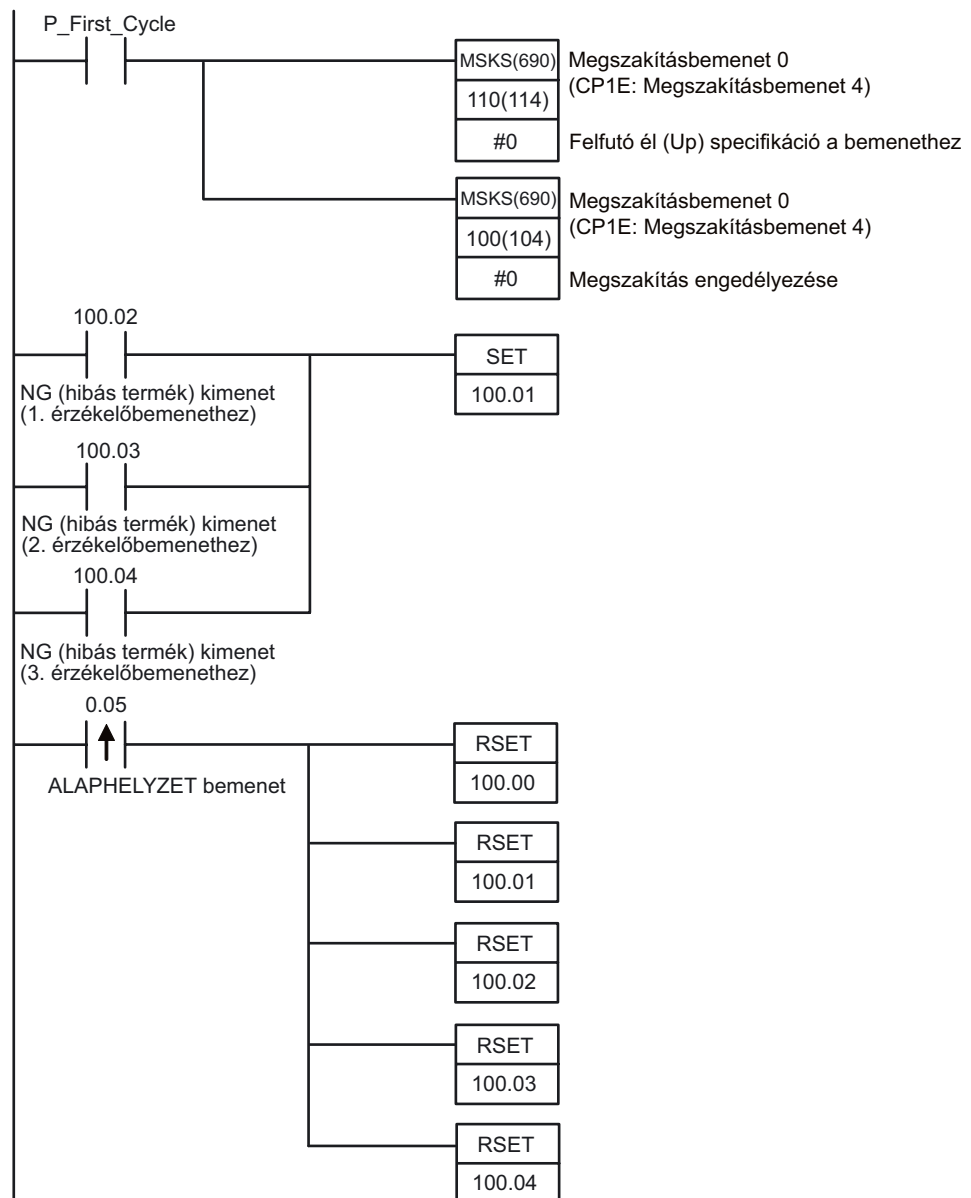 P_First_Cycle
MSKS(690) Megszakításbemenet 0
(CP1E: Megszakításbemenet 4)
110(114)
#0 Felfutó él (Up) specifikáció a bemenethez
MSKS(690) Megszakításbemenet 0
(CP1E: Megszakításbemenet 4)
100(104)
#0 Megszakítás engedélyezése
100.02
SET
100.01
NG (hibás termék) kimenet
(1. érzékelőbemenethez)
100.03
NG (hibás termék) kimenet
(2. érzékelőbemenethez)
100.04
NG (hibás termék) kimenet
(3. érzékelőbemenethez)
0.05
ALAPHELYZET bemenet
RSET
100.00
RSET
100.01
RSET
100.02
RSET
100.03
RSET
100.04